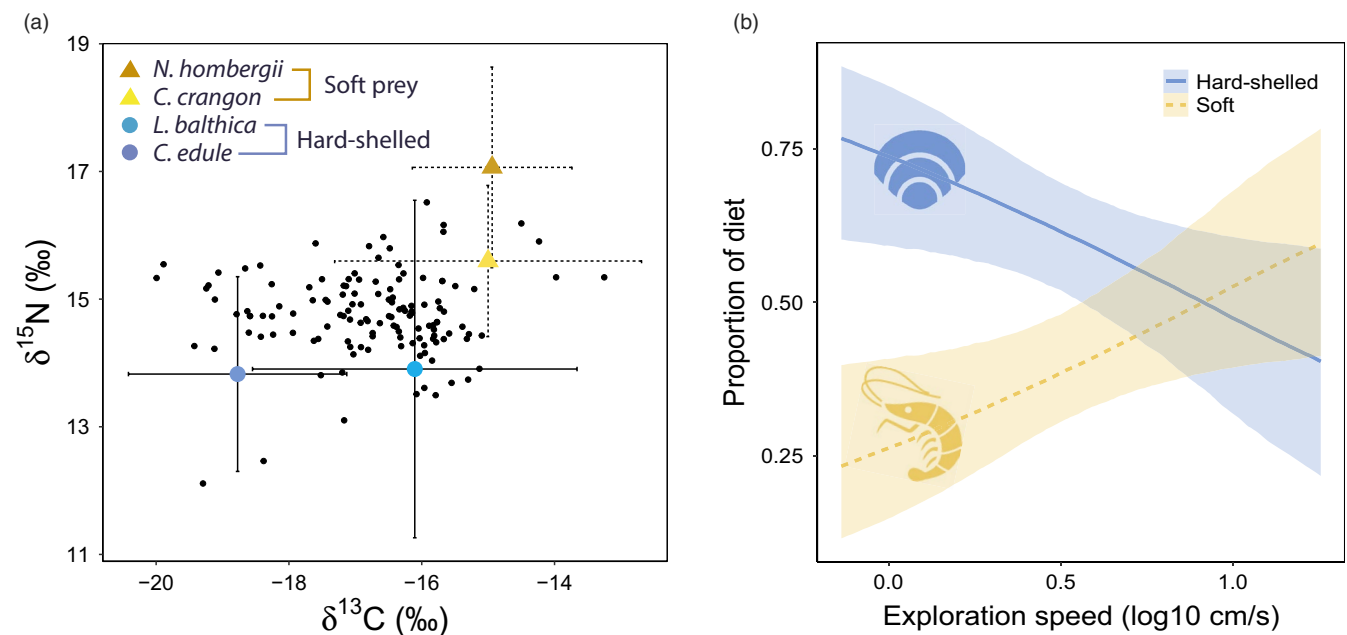 (a)
19
17
15
13
11
δ15N (‰)
N. hombergii
C. crangon
Soft prey
L. balthica
C. edule
Hard-shelled
−20
−18
−16
−14
δ13C (‰)
(b)
Hard-shelled
Soft
0.75
0.50
0.25
Proportion of diet
0.0
0.5
1.0
Exploration speed (log10 cm/s)